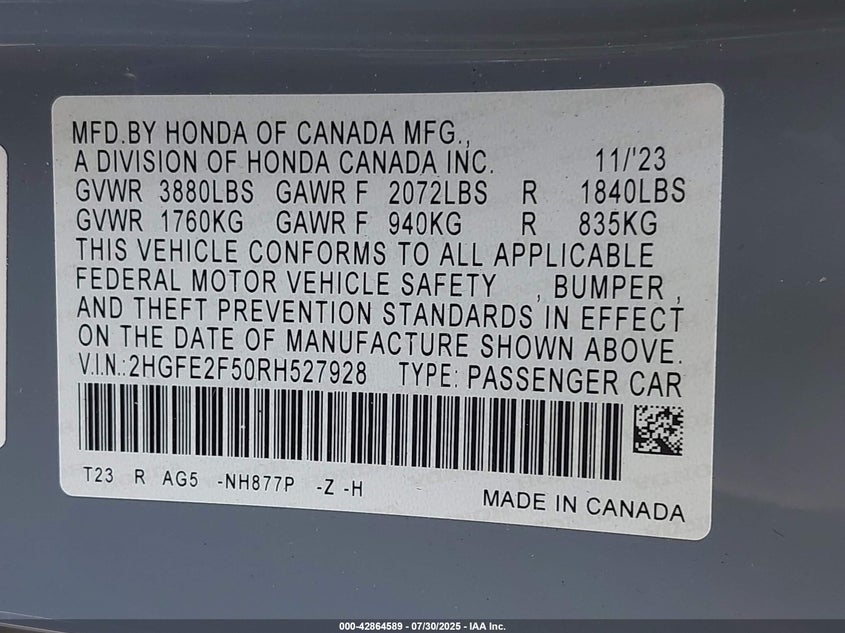 MFD.BY HONDA OF CANADA MFG.,
A DIVISION OF HONDA CANADA INC. 11/'23
GVWR 3880LBS GAWR F 2072LBS R 1840LBS
GVWR 1760KG GAWR F 940KG R 835KG
THIS VEHICLE CONFORMS TO ALL APPLICABLE
FEDERAL MOTOR VEHICLE SAFETY , BUMPER ,
AND THEFT PREVENTION STANDARDS IN EFFECT
ON THE DATE OF MANUFACTURE SHOWN ABOVE.
V.I.N.:2HGFE2F50RH527928 TYPE: PASSENGER CAR
T23 R AG5 -NH877P -Z -H
MADE IN CANADA
000-42864589 - 07/30/2025 - IAA Inc.